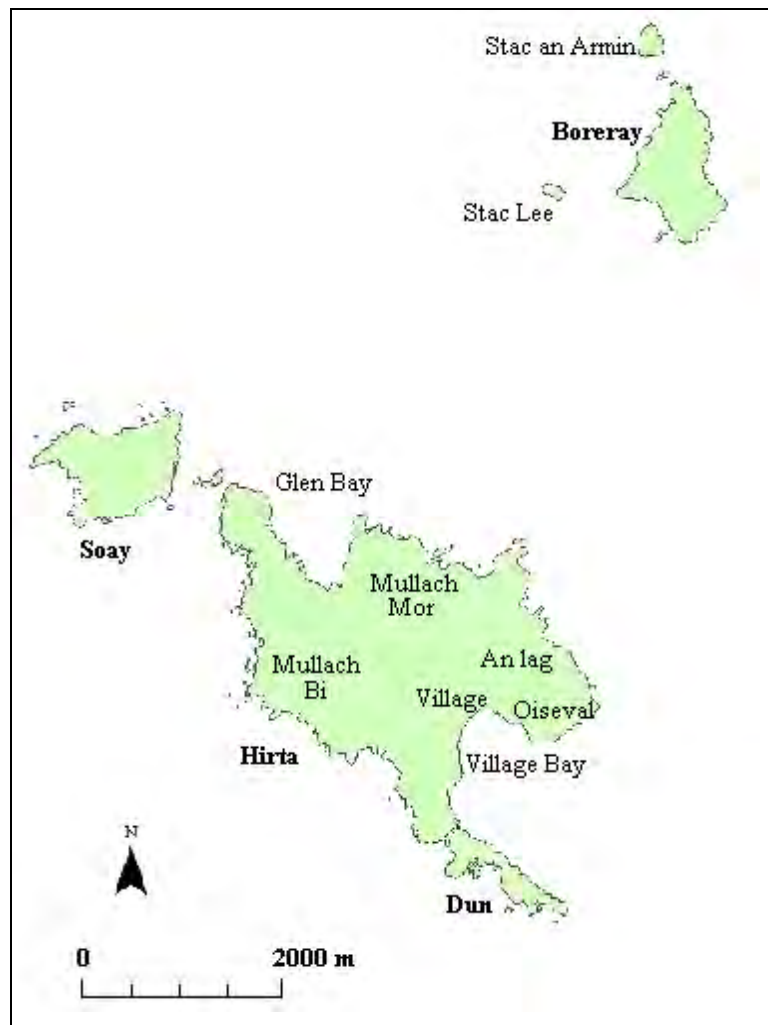 Stac an Armin
Boreray
Stac Lee
Glen Bay
Soay
Mullach
Mor
An lag
Mullach
Bi
Village
Oiseval
Hirta
Village Bay
N
Dun
0 2000 m